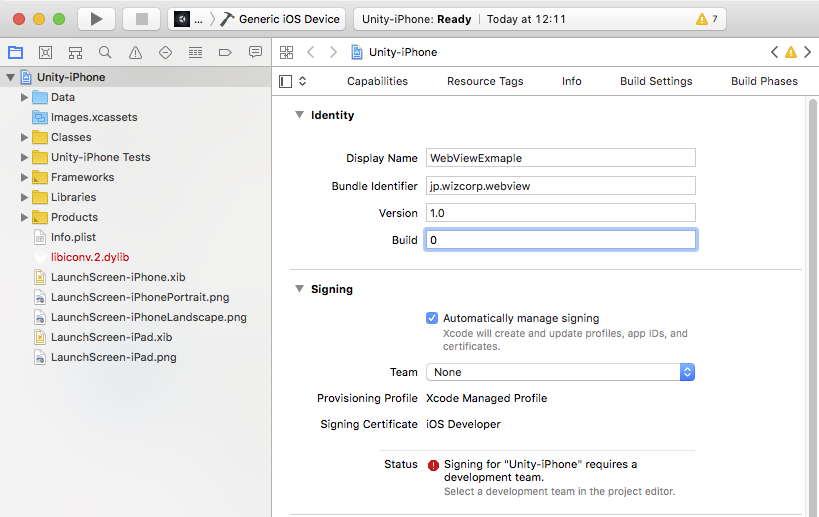 ... Generic iOS Device
Unity-iPhone: Ready | Today at 12:11
7
Unity-iPhone
Data
Images.xcassets
Classes
Unity-iPhone Tests
Frameworks
Libraries
Products
Info.plist
libiconv.2.dylib
LaunchScreen-iPhone.xib
LaunchScreen-iPhonePortrait.png
LaunchScreen-iPhoneLandscape.png
LaunchScreen-iPad.xib
LaunchScreen-iPad.png
Unity-iPhone
Capabilities Resource Tags Info Build Settings Build Phases
Identity
Display Name WebViewExmaple
Bundle Identifier jp.wizcorp.webview
Version 1.0
Build 0
Signing
Automatically manage signing
Xcode will create and update profiles, app IDs, and
certificates.
Team None
Provisioning Profile Xcode Managed Profile
Signing Certificate iOS Developer
Status Signing for "Unity-iPhone" requires a
development team.
Select a development team in the project editor.